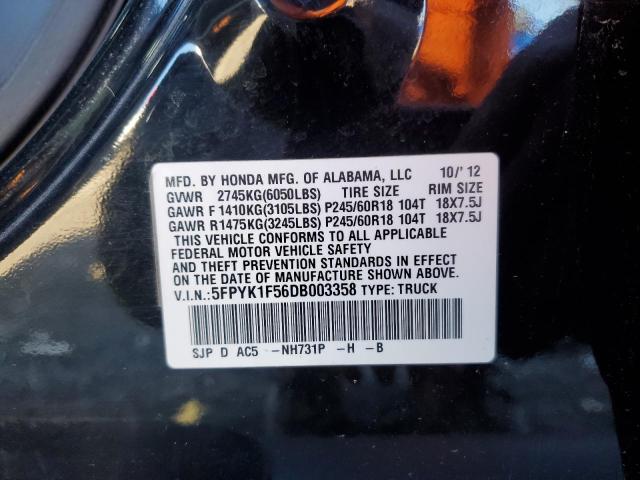 MFD. BY HONDA MFG. OF ALABAMA, LLC 10/'12
GVWR 2745KG(6050LBS) TIRE SIZE RIM SIZE
GAWR F 1410KG(3105LBS) P245/60R18 104T 18X7.5J
GAWR R1475KG(3245LBS) P245/60R18 104T 18X7.5J
THIS VEHICLE CONFORMS TO ALL APPLICABLE
FEDERAL MOTOR VEHICLE SAFETY
AND THEFT PREVENTION STANDARDS IN EFFECT
ON THE DATE OF MANUFACTURE SHOWN ABOVE.
V.I.N.:5FPYK1F56DB003358 TYPE: TRUCK
SJP D AC5 -NH731P -H -B